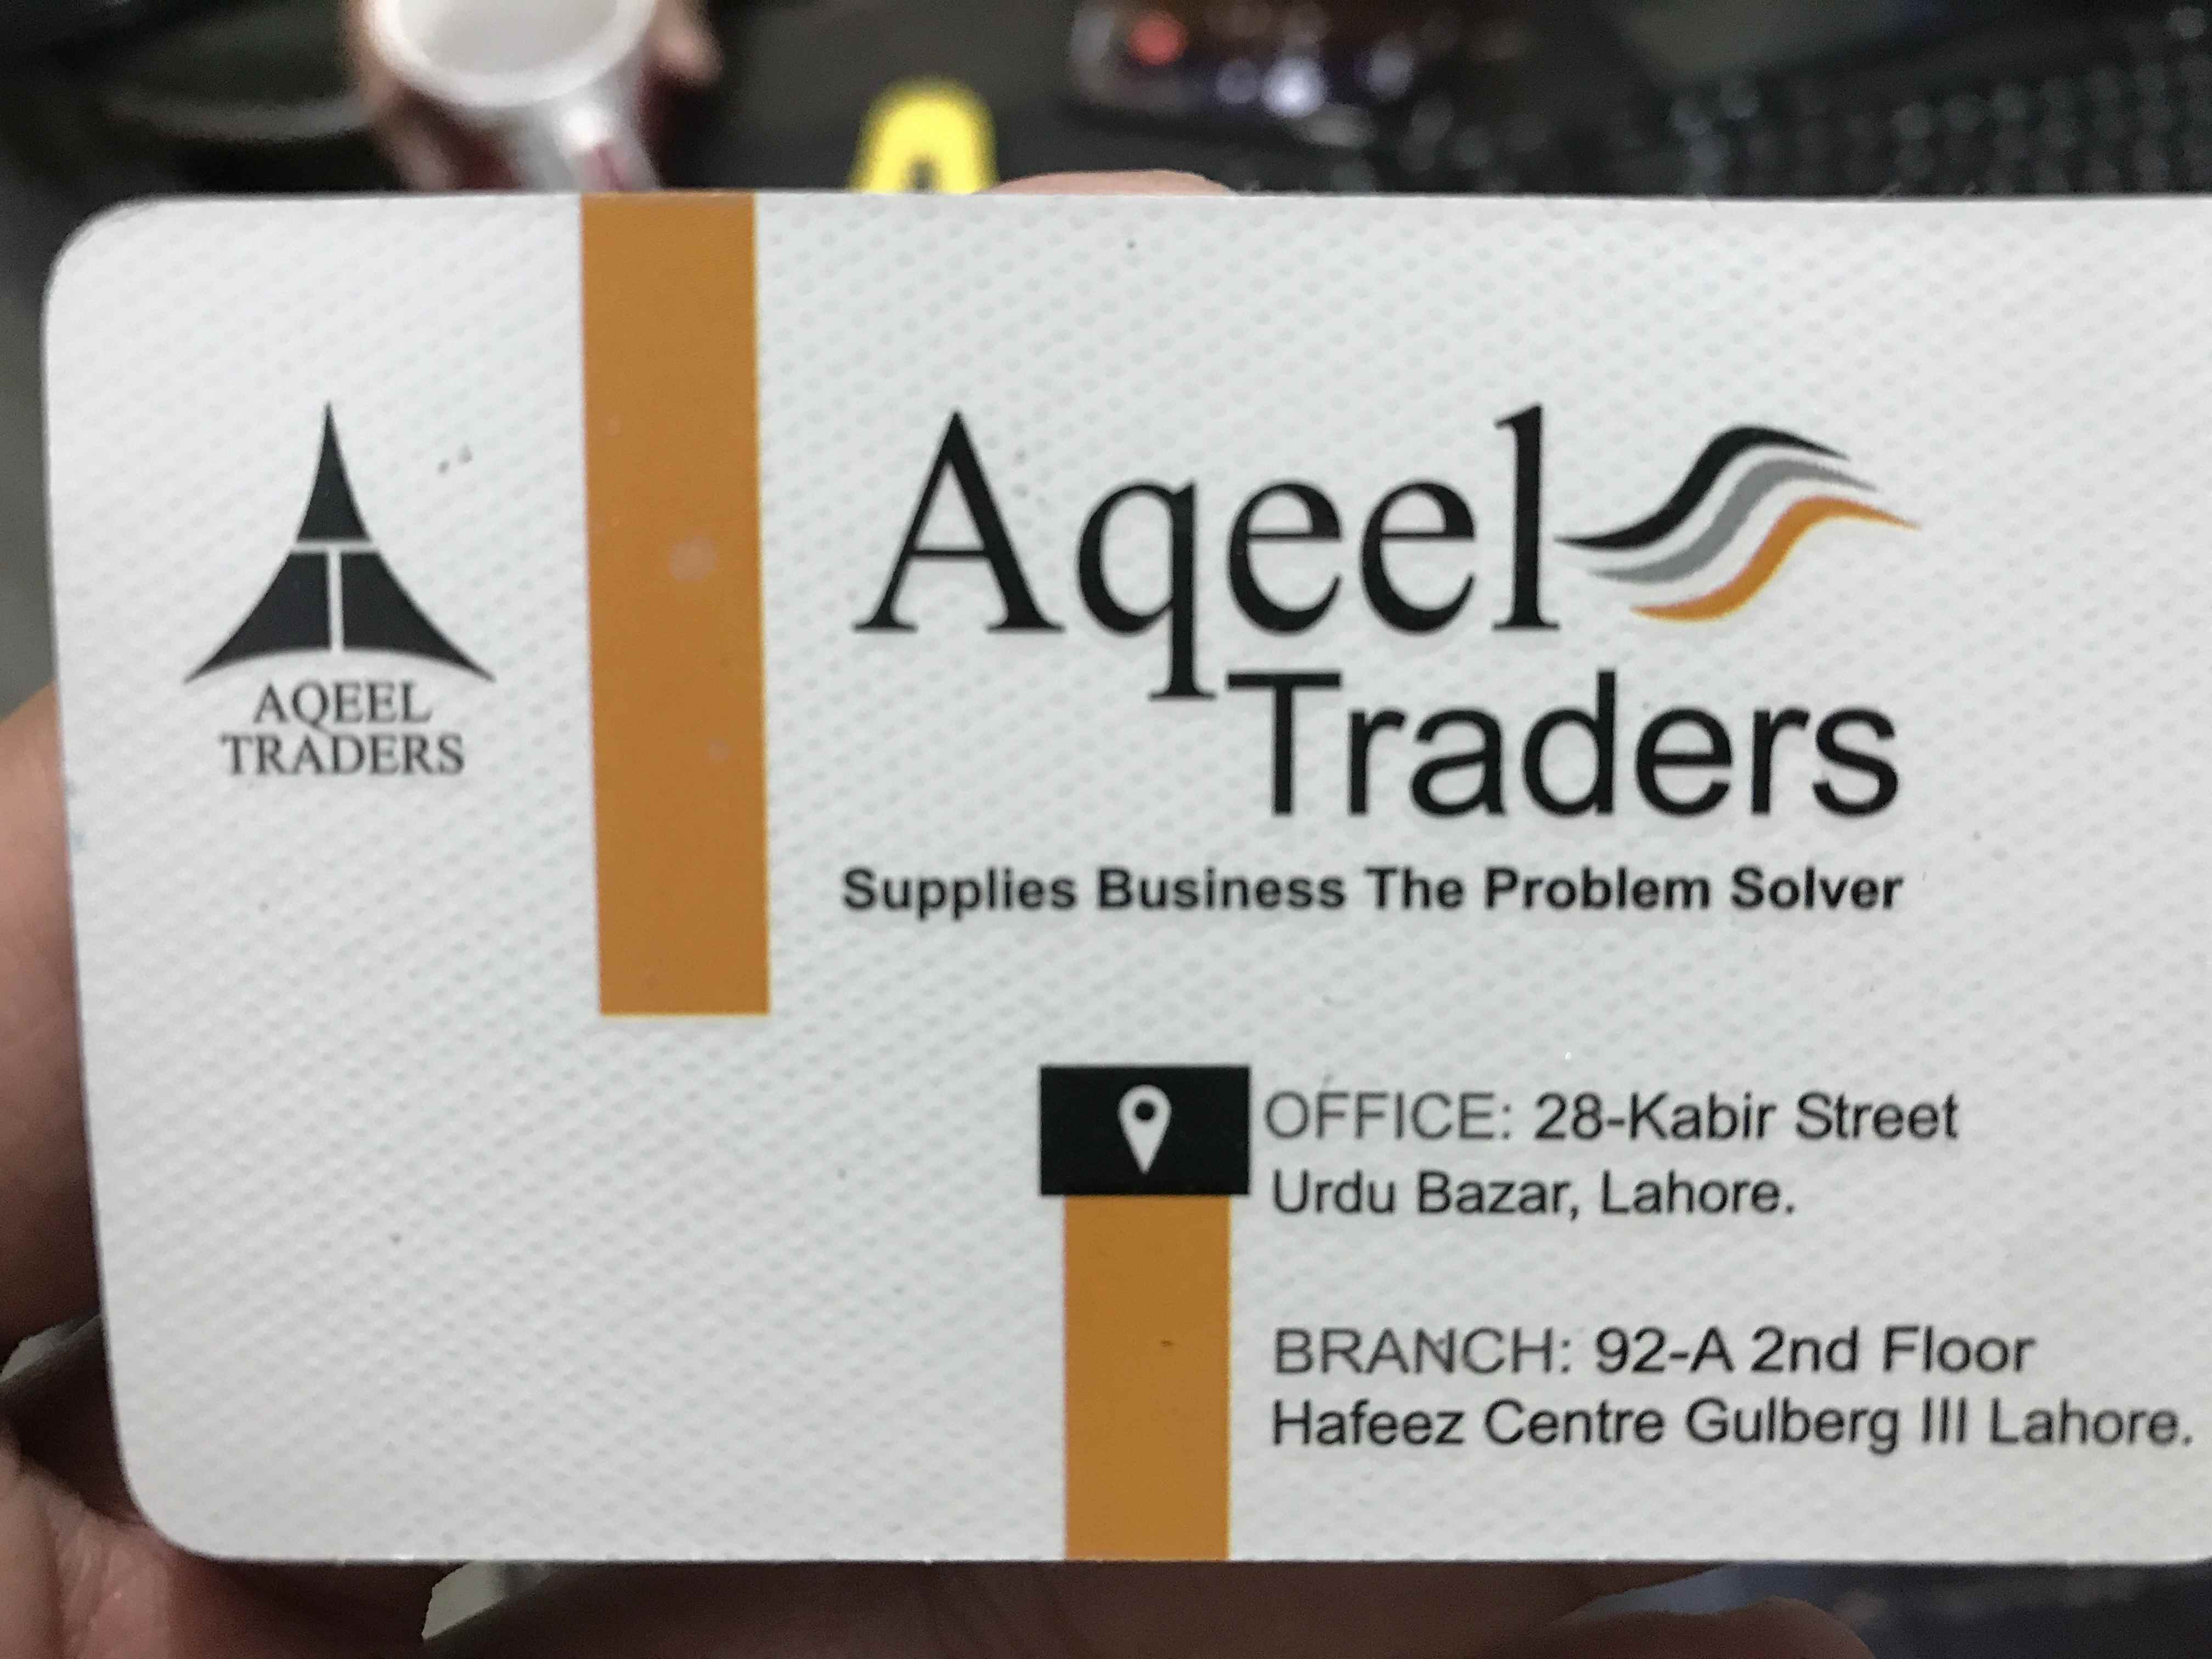 AQEEL
TRADERS
Aqeel
Traders
Supplies Business The Problem Solver
OFFICE: 28-Kabir Street
Urdu Bazar, Lahore.
BRANCH: 92-A 2nd Floor
Hafeez Centre Gulberg III Lahore.